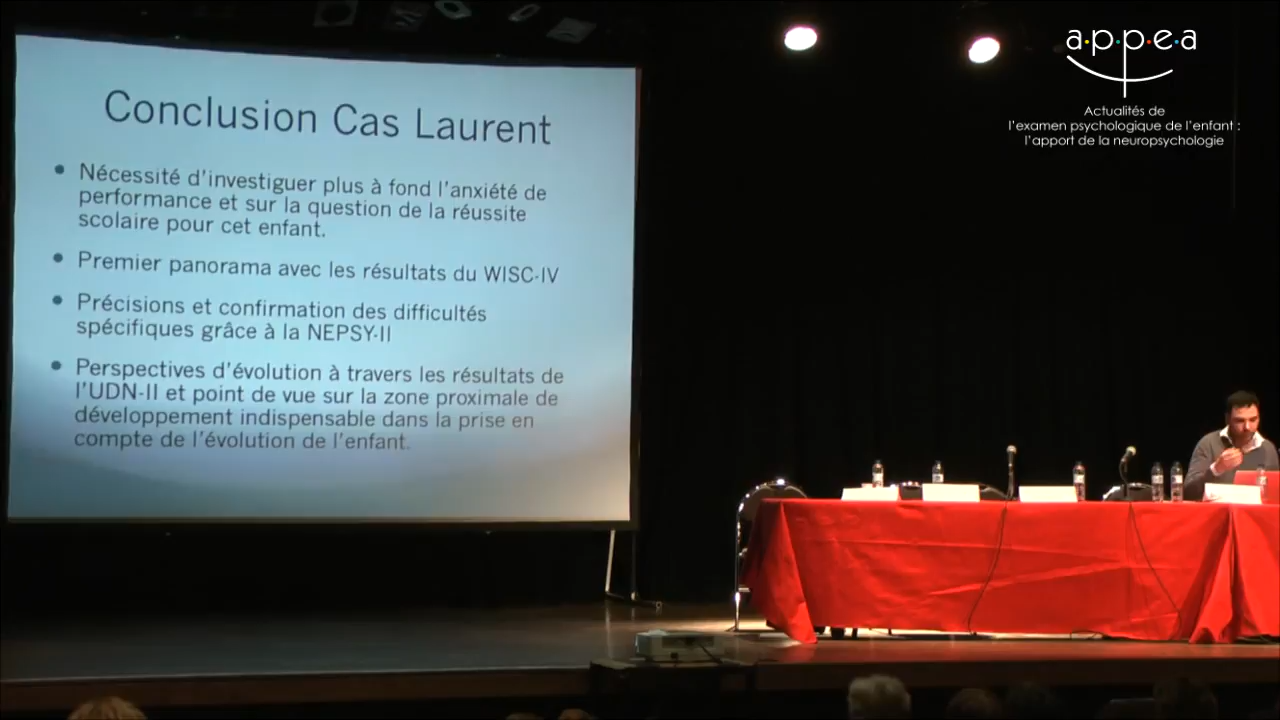 Conclusion Cas Laurent
• Nécessité d'investiguer plus à fond l'anxiété de
performance et sur la question de la réussite
scolaire pour cet enfant.
• Premier panorama avec les résultats du WISC-IV
• Précisions et confirmation des difficultés
spécifiques grâce à la NEPSY-II
• Perspectives d'évolution à travers les résultats de
l'UDN-II et point de vue sur la zone proximale de
développement indispensable dans la prise en
compte de l'évolution de l'enfant.
a·p·p·e·a
Actualités de
l'examen psychologique de l'enfant :
l'apport de la neuropsychologie